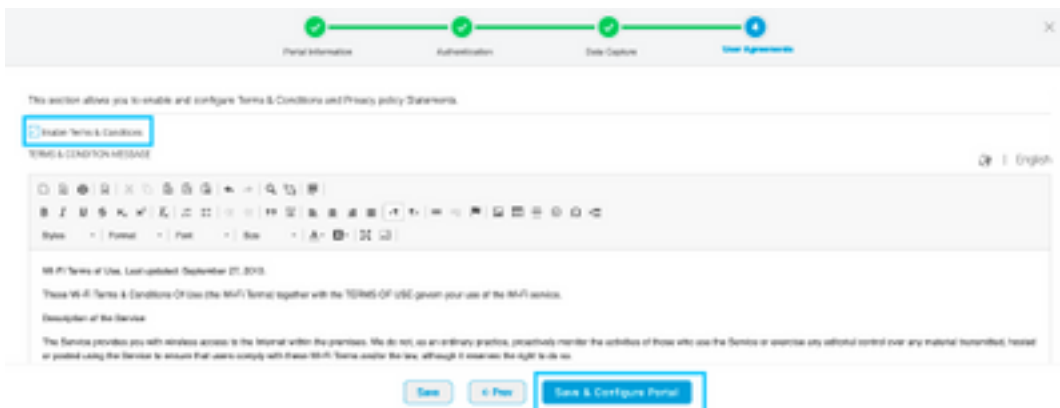 Portal Information
Authentication
Data Capture
4
User Agreements
This section allows you to enable and configure Terms & Conditions and Privacy policy Statements.
Enable Terms & Conditions
TERMS & CONDITION MESSAGE
English
Styles Format Font Size
Wi-Fi Terms of Use, Last updated: September 27, 2013.
These Wi-Fi Terms & Conditions Of Use (the Wi-Fi Terms) together with the TERMS OF USE govern your use of the Wi-Fi service.
Description of the Service
The Service provides you with wireless access to the Internet within the premises. We do not, as an ordinary practice, proactively monitor the activities of those who use the Service or exercise any editorial control over any material transmitted, hosted
or posted using the Service to ensure that users comply with these Wi-Fi Terms and/or the law, although it reserves the right to do so.
Save
< Prev
Save & Configure Portal